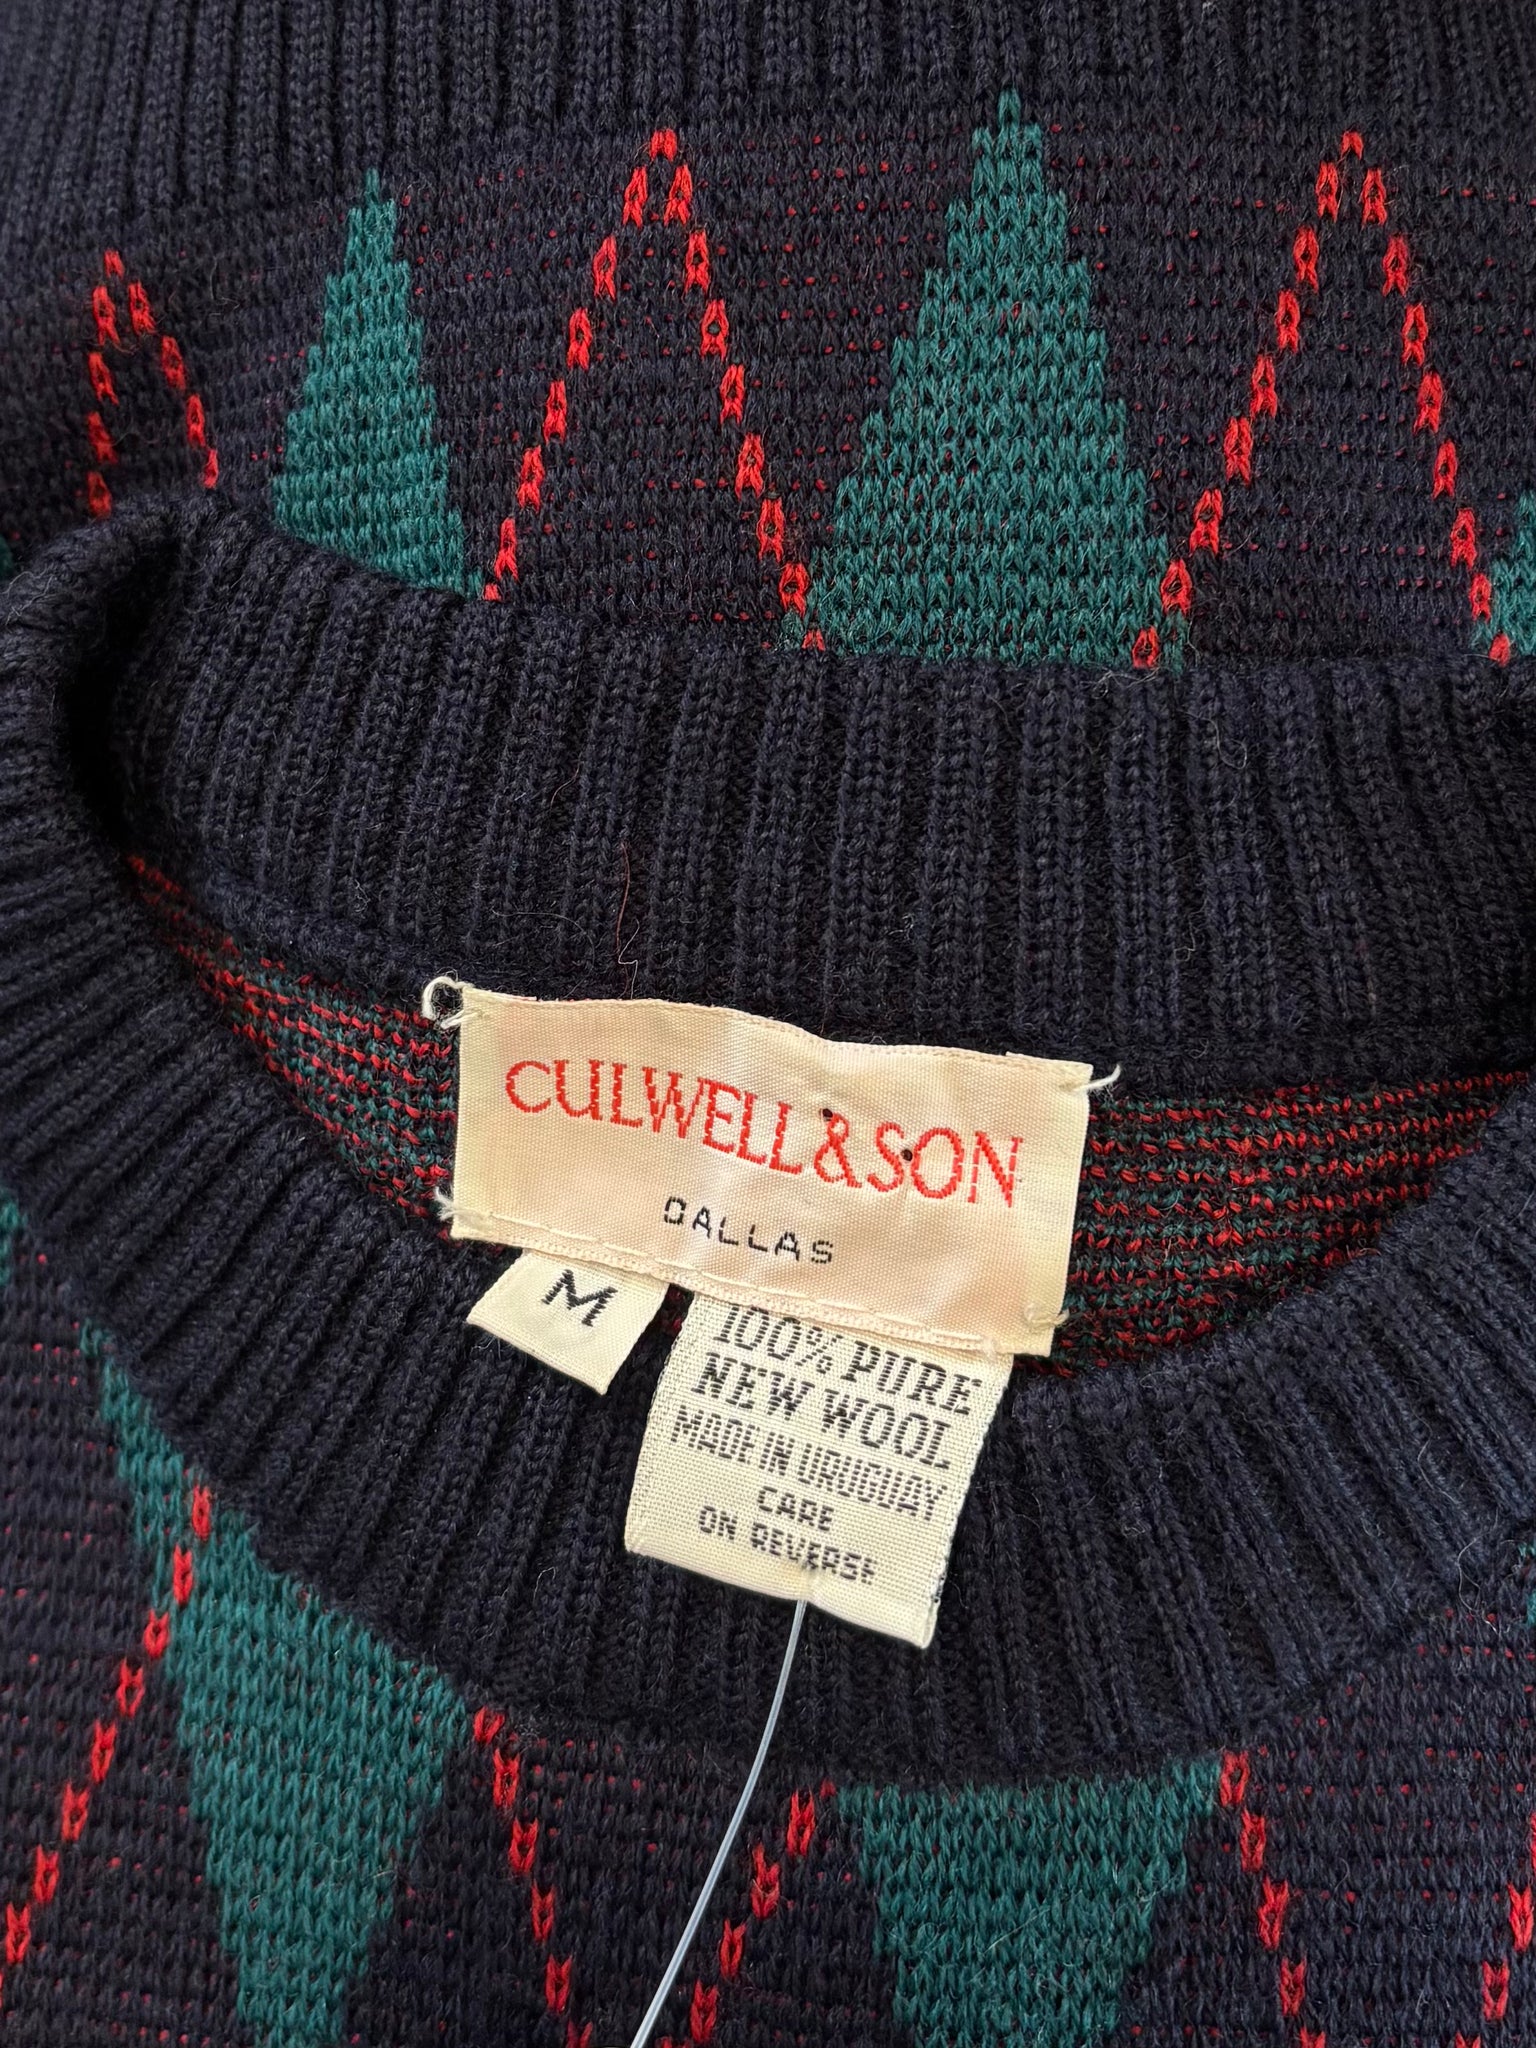 CULWELL & SON
DALLAS
M
100% PURE
NEW WOOL
MADE IN URUGUAY
CARE
ON REVERSE